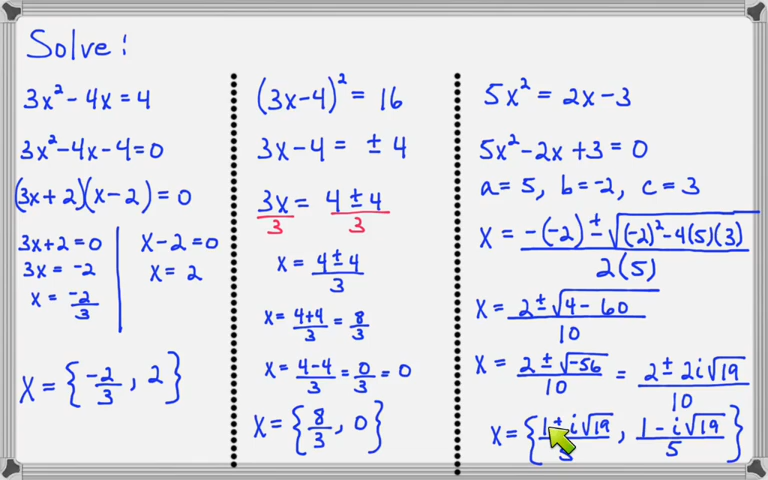 Solve:
3x² - 4x = 4
3x² - 4x - 4 = 0
(3x + 2)(x - 2) = 0
3x + 2 = 0
3x = -2
x = -2/3
x - 2 = 0
x = 2
x = {-2/3, 2}
(3x - 4)² = 16
3x - 4 = ± 4
3x/3 = (4 ± 4)/3
x = (4 ± 4)/3
x = (4+4)/3 = 8/3
x = (4-4)/3 = 0/3 = 0
x = {8/3, 0}
5x² = 2x - 3
5x² - 2x + 3 = 0
a = 5, b = -2, c = 3
x = (-(-2) ± √((-2)² - 4(5)(3)))/2(5)
x = (2 ± √(4 - 60))/10
x = (2 ± √-56)/10 = (2 ± 2i√19)/10
x = {(1 + i√19)/5, (1 - i√19)/5}